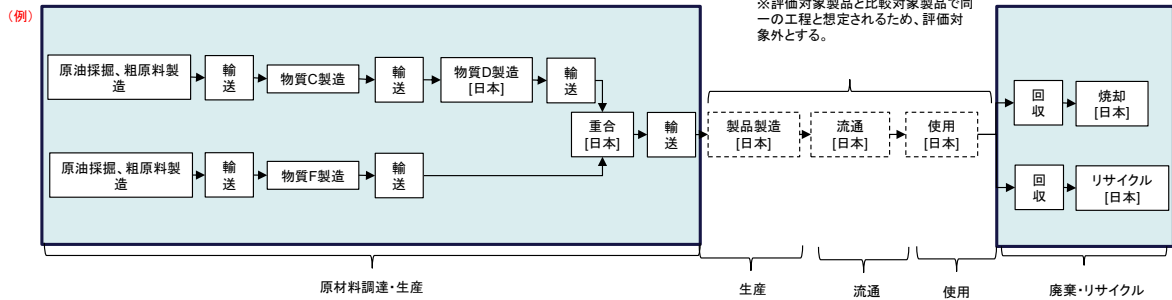 (例)
※評価対象製品と比較対象製品で同
一の工程と想定されるため、評価対
象外とする。
原油採掘、粗原料製
造
輸
送
物質C製造
輸
送
物質D製造
[日本]
輸
送
重合
[日本]
輸
送
原油採掘、粗原料製
造
輸
送
物質F製造
輸
送
製品製造
[日本]
流通
[日本]
使用
[日本]
回
収
焼却
[日本]
回
収
リサイクル
[日本]
原材料調達・生産
生産
流通
使用
廃棄・リサイクル